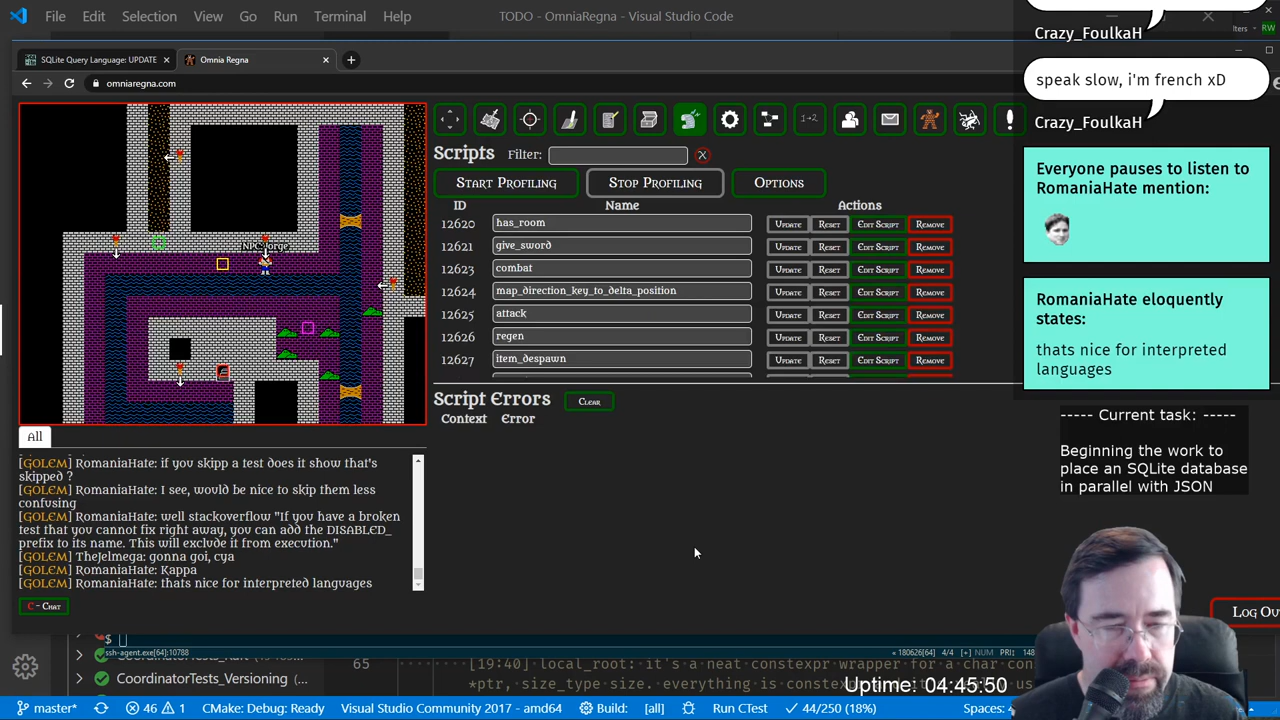 File Edit Selection View Go Run Terminal Help
TODO - OmniaRegna - Visual Studio Code
SQLite Query Language: UPDATE
Omnia Regna
omniaregna.com
Scripts Filter:
Start Profiling Stop Profiling Options
ID Name Actions
12620 has_room Update Reset Edit Script Remove
12621 give_sword Update Reset Edit Script Remove
12623 combat Update Reset Edit Script Remove
12624 map_direction_key_to_delta_position Update Reset Edit Script Remove
12625 attack Update Reset Edit Script Remove
12626 regen Update Reset Edit Script Remove
12627 item_despawn Update Reset Edit Script Remove
Script Errors Clear
Context Error
All
[GOLEM] RomaniaHate: if you skipp a test does it show that's
skipped ?
[GOLEM] RomaniaHate: I see, would be nice to skip them less
confusing
[GOLEM] RomaniaHate: well stackoverflow "If you have a broken
test that you cannot fix right away, you can add the DISABLED_
prefix to its name. This will exclude it from execution."
[GOLEM] TheJelmega: gonna goi, cya
[GOLEM] RomaniaHate: Kappa
[GOLEM] RomaniaHate: thats nice for interpreted languages
C - Chat
Crazy_FoulkaH
speak slow, i'm french xD
Crazy_FoulkaH
Everyone pauses to listen to
RomaniaHate mention:
RomaniaHate eloquently
states:
thats nice for interpreted
languages
----- Current task: -----
Beginning the work to
place an SQLite database
in parallel with JSON
$
ssh-agent.exe[64]:10788
« 180626[64] 4/4 [+] NUM PRI:
CoordinatorTests_Versioning (...
65
[19:40] local_root: it's a neat constexpr wrapper for a char con
*ptr, size_type size. everything is constex
Uptime: 04:45:50
master* 46 1 CMake: Debug: Ready Visual Studio Community 2017 - amd64 Build: [all] Run CTest 44/250 (18%) Spaces: